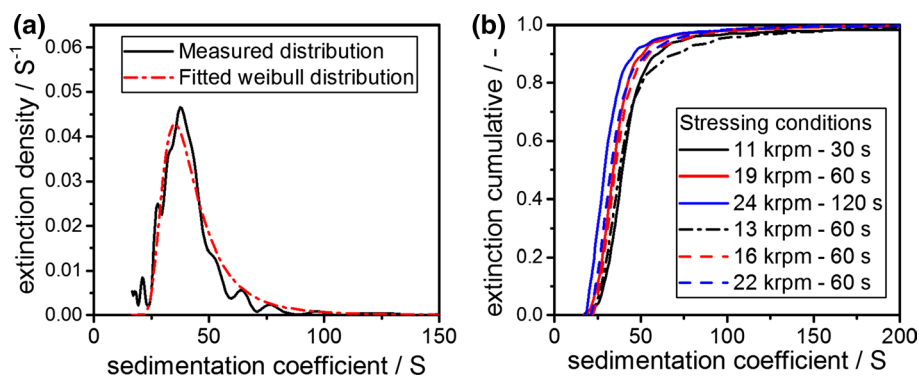 (a)
extinction density / S-1
0.06
0.05
0.04
0.03
0.02
0.01
0.00
Measured distribution
Fitted weibull distribution
0 50 100 150
sedimentation coefficient / S
(b)
extinction cumulative / -
1.0
0.8
0.6
0.4
0.2
0.0
Stressing conditions
11 krpm - 30 s
19 krpm - 60 s
24 krpm - 120 s
13 krpm - 60 s
16 krpm - 60 s
22 krpm - 60 s
0 50 100 150 200
sedimentation coefficient / S